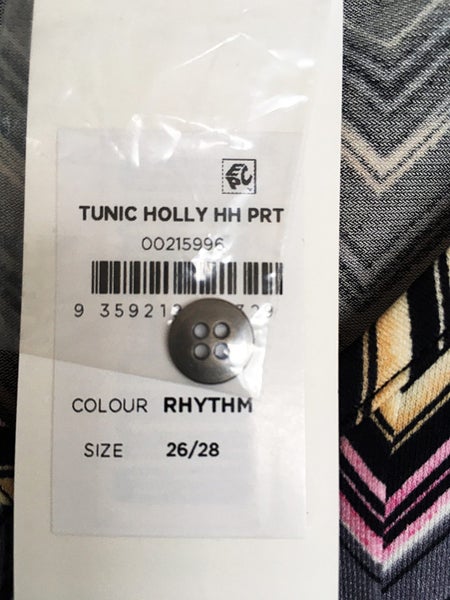 TUNIC HOLLY HH PRT
00215996
9 35921
COLOUR RHYTHM
SIZE 26/28